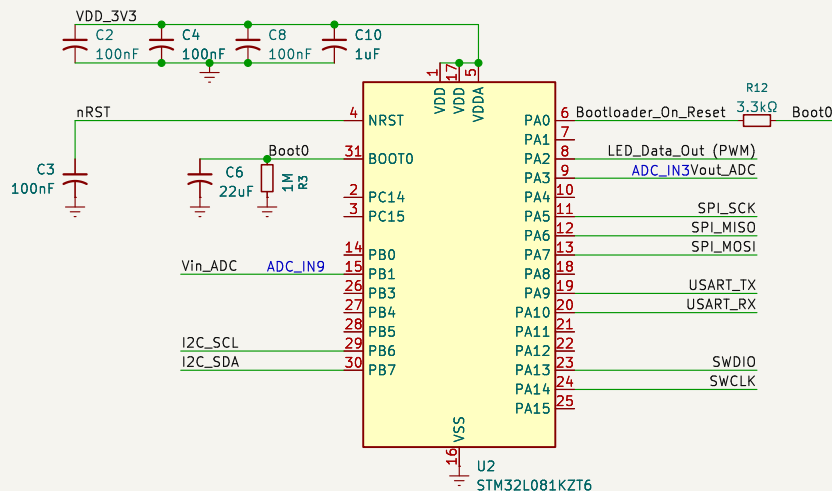 VDD_3V3
C2
100nF
C4
100nF
C8
100nF
C10
1uF
1
VDD
17
VDD
5
VDDA
nRST
4
NRST
C3
100nF
Boot0
31
BOOT0
C6
22uF
1M
R3
2
PC14
3
PC15
14
PB0
Vin_ADC
ADC_IN9
15
PB1
26
PB3
27
PB4
28
PB5
I2C_SCL
29
PB6
I2C_SDA
30
PB7
PA0
6
Bootloader_On_Reset
R12
3.3kΩ
Boot0
PA1
7
PA2
8
LED_Data_Out (PWM)
PA3
9
ADC_IN3
Vout_ADC
PA4
10
PA5
11
SPI_SCK
PA6
12
SPI_MISO
PA7
13
SPI_MOSI
PA8
18
PA9
19
USART_TX
PA10
20
USART_RX
PA11
21
PA12
22
PA13
23
SWDIO
PA14
24
SWCLK
PA15
25
VSS
16
U2
STM32L081KZT6